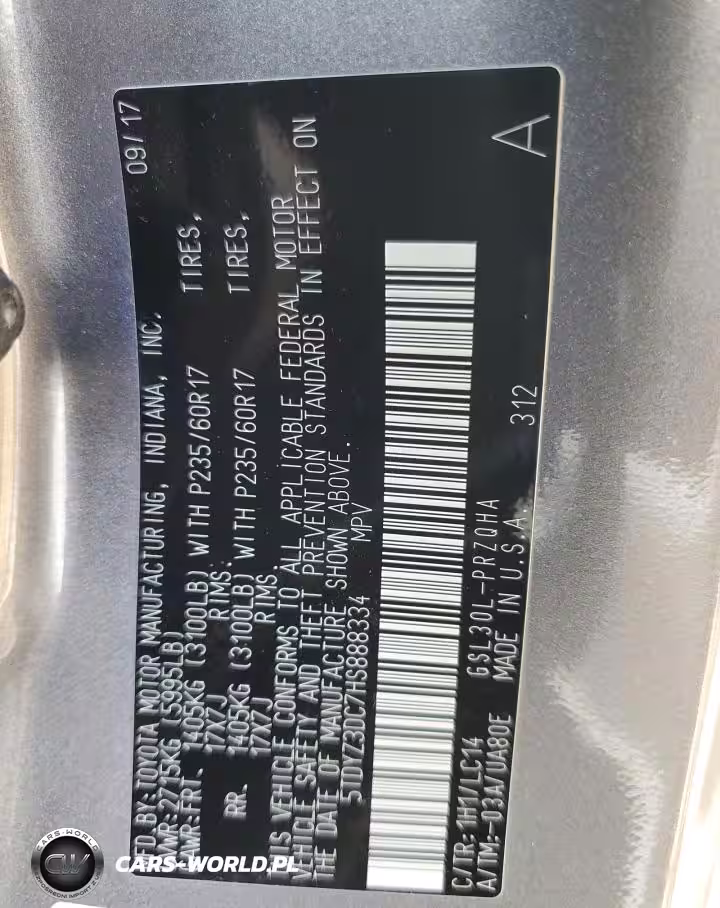 MFD.BY:TOYOTA MOTOR MANUFACTURING, INDIANA, INC. 09/17
GVWR:2715KG (5995LB)
GAWR:FRT. 1405KG (3100LB) WITH P235/60R17 TIRES,
17X7J RIMS.
RR. 1405KG (3100LB) WITH P235/60R17 TIRES,
17X7J RIMS.
THIS VEHICLE CONFORMS TO ALL APPLICABLE FEDERAL MOTOR
VEHICLE SAFETY AND THEFT PREVENTION STANDARDS IN EFFECT ON
THE DATE OF MANUFACTURE SHOWN ABOVE.
5TDYZ3DC7HS888334 MPV
C/TR: 1H1/LC14 GSL30L-PRZQHA
A/TM:-03A/UA80E MADE IN U.S.A. 312 A
CARS-WORLD
CW
CARS-WORLD.PL